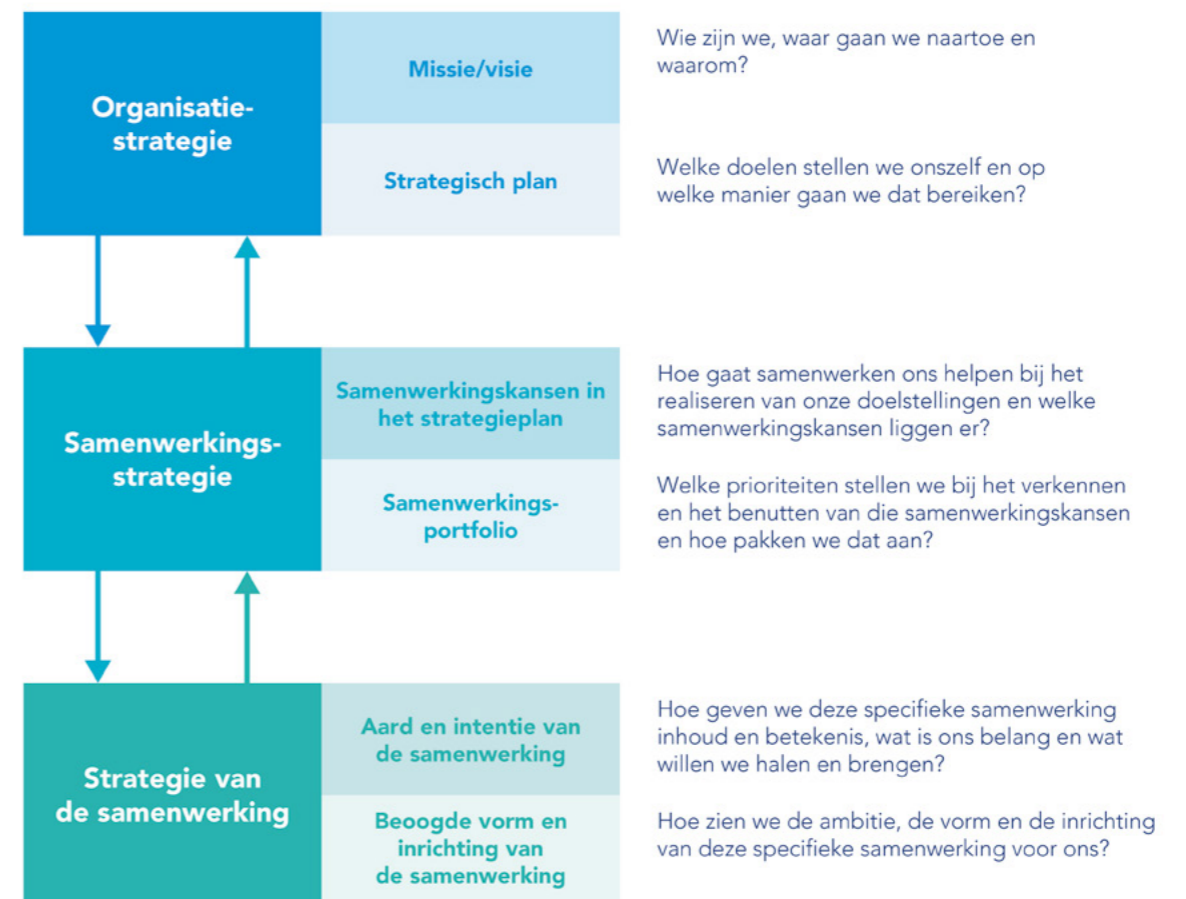 Organisatie-
strategie
Missie/visie
Wie zijn we, waar gaan we naartoe en
waarom?
Strategisch plan
Welke doelen stellen we onszelf en op
welke manier gaan we dat bereiken?
Samenwerkings-
strategie
Samenwerkingskansen in
het strategieplan
Hoe gaat samenwerken ons helpen bij het
realiseren van onze doelstellingen en welke
samenwerkingskansen liggen er?
Samenwerkings-
portfolio
Welke prioriteiten stellen we bij het verkennen
en het benutten van die samenwerkingskansen
en hoe pakken we dat aan?
Strategie van
de samenwerking
Aard en intentie van
de samenwerking
Hoe geven we deze specifieke samenwerking
inhoud en betekenis, wat is ons belang en wat
willen we halen en brengen?
Beoogde vorm en
inrichting van
de samenwerking
Hoe zien we de ambitie, de vorm en de inrichting
van deze specifieke samenwerking voor ons?